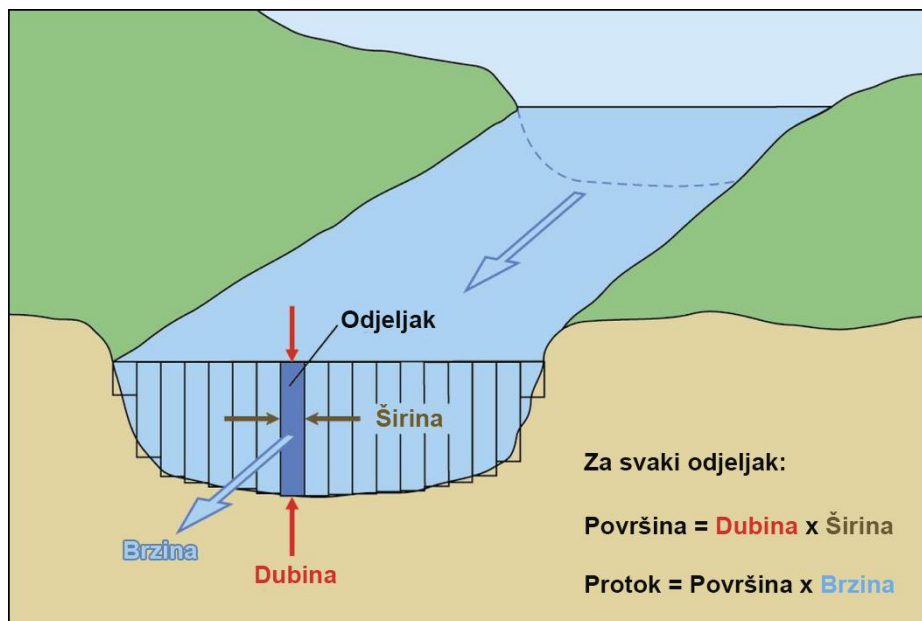 Odjeljak
Širina
Brzina
Dubina
Za svaki odjeljak:
Površina = Dubina x Širina
Protok = Površina x Brzina